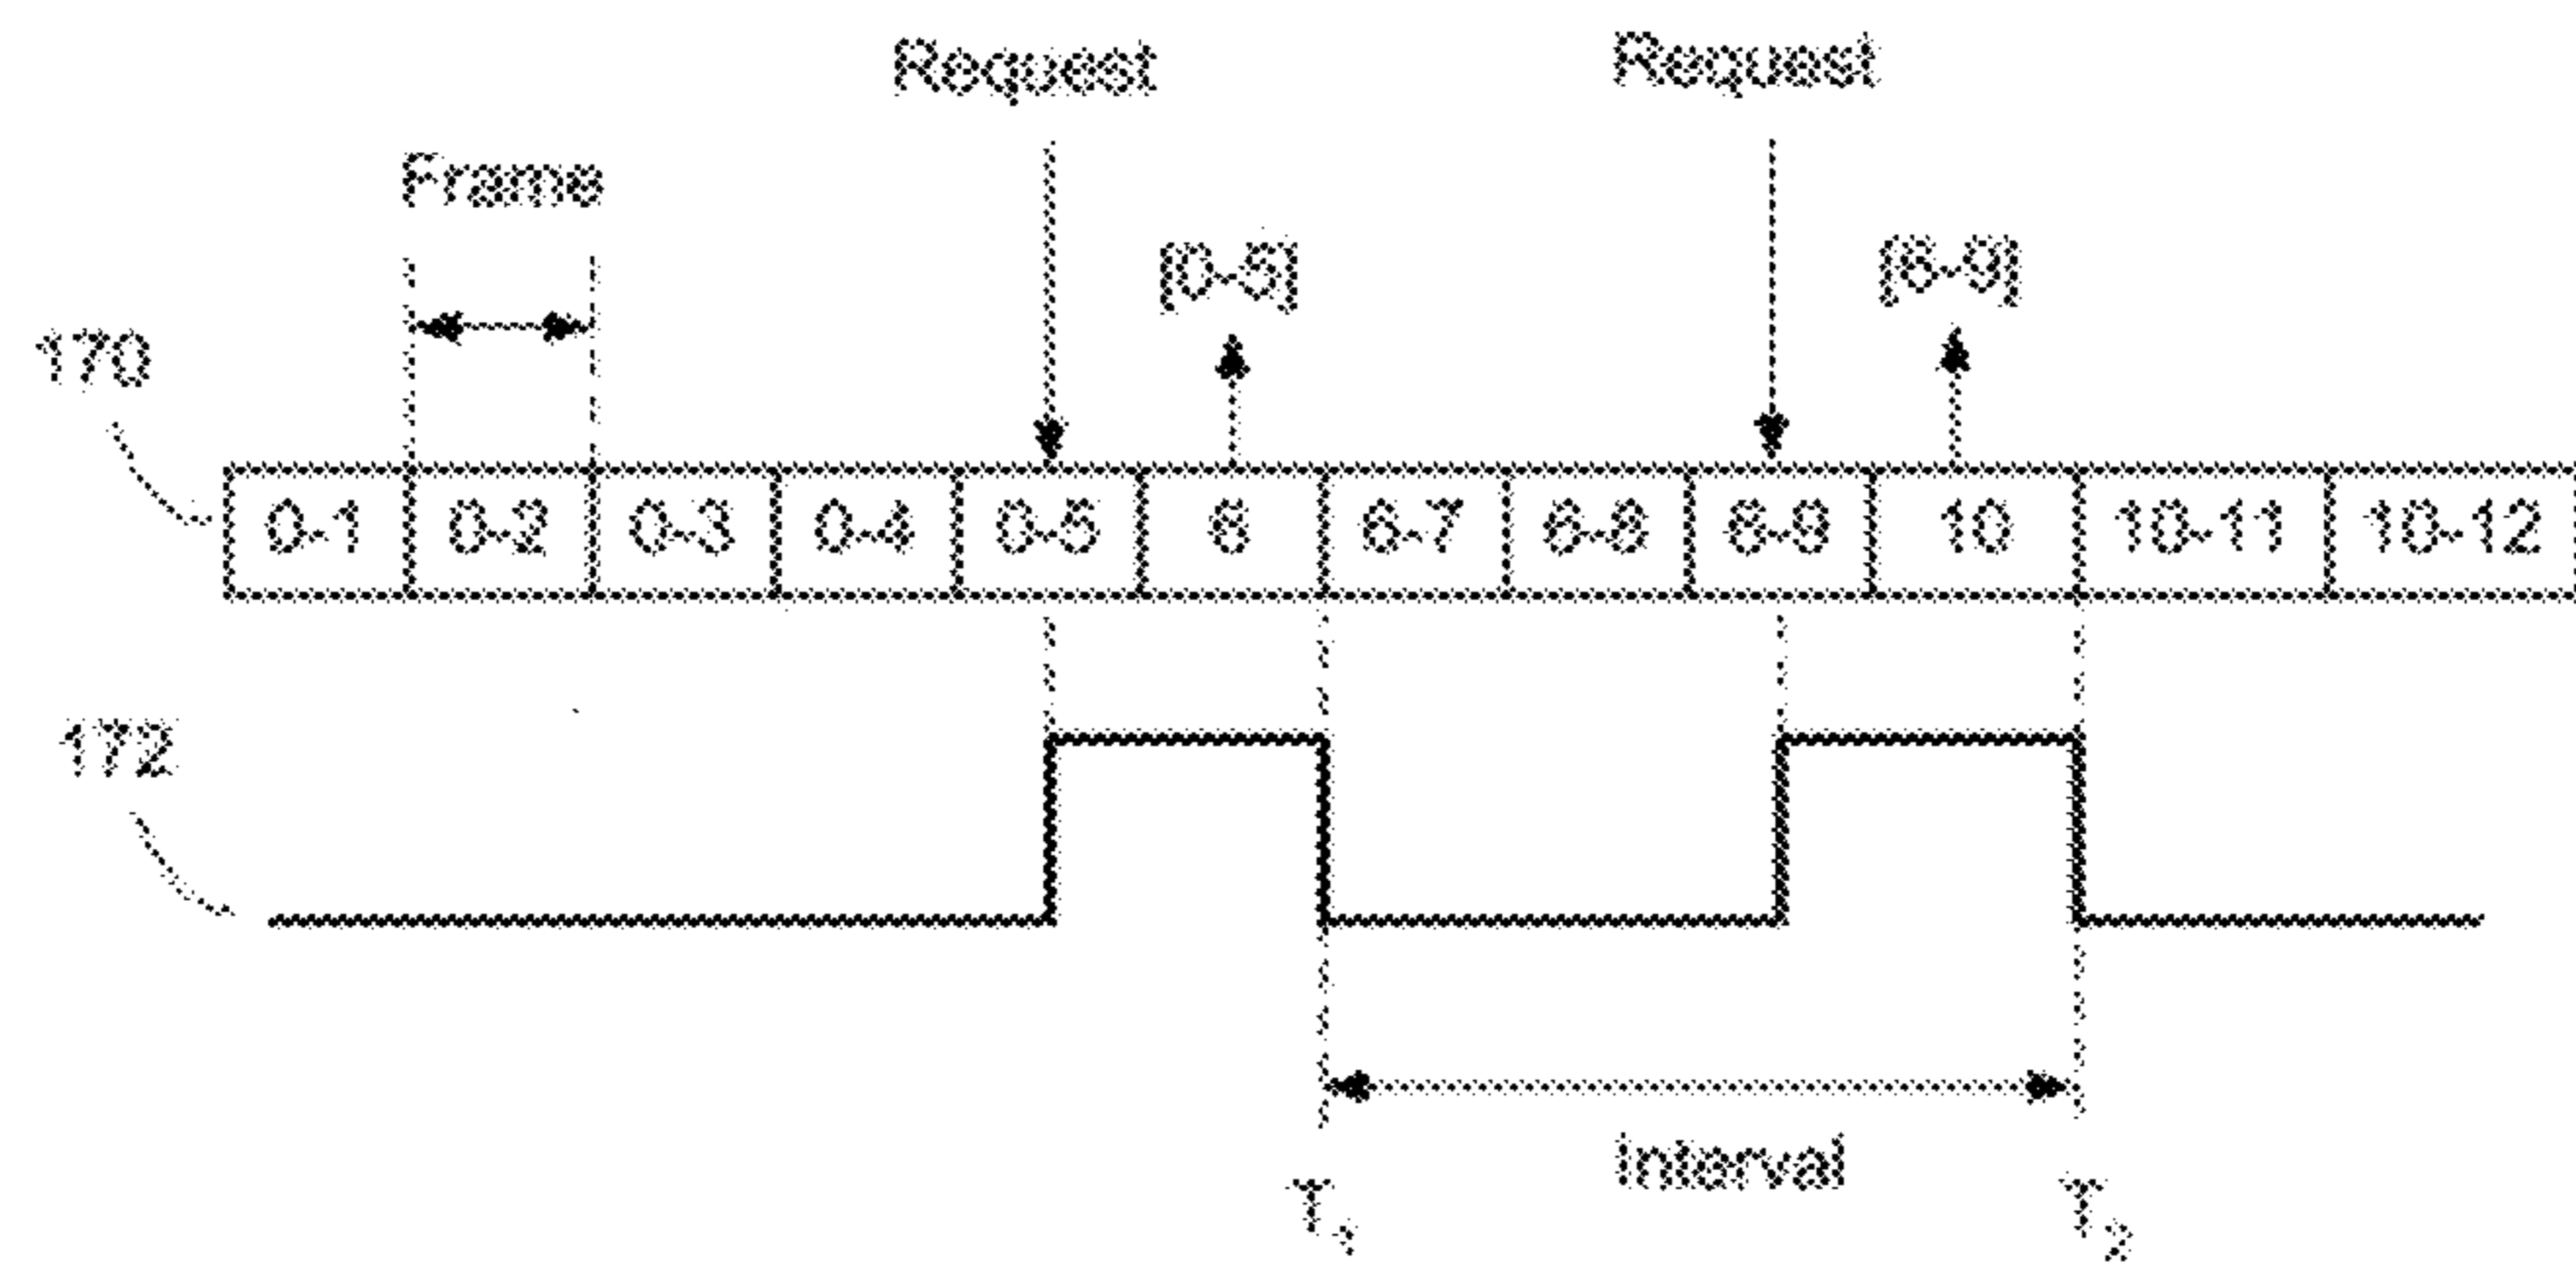 Request Request
Frame
[0-5] [6-9]
170
0-1 0-2 0-3 0-4 0-5 6 6-7 6-8 6-9 10 10-11 10-12
172
Interval
T1 T2